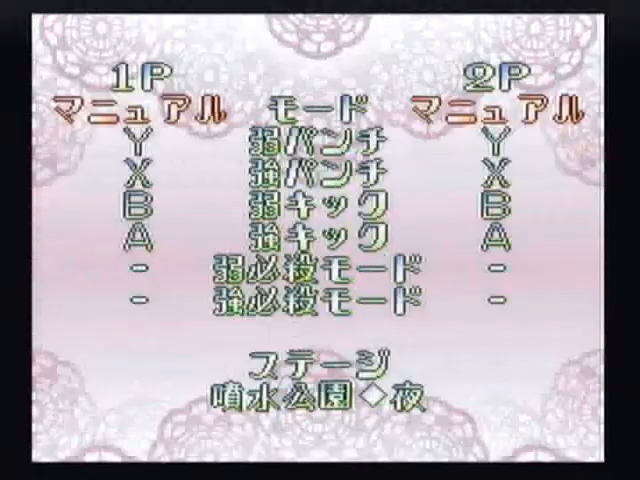 1P 2P
マニュアル モード マニュアル
Y 弱パンチ Y
X 強パンチ X
B 弱キック B
A 強キック A
- 弱必殺モード -
- 強必殺モード -
ステージ
噴水公園◇夜